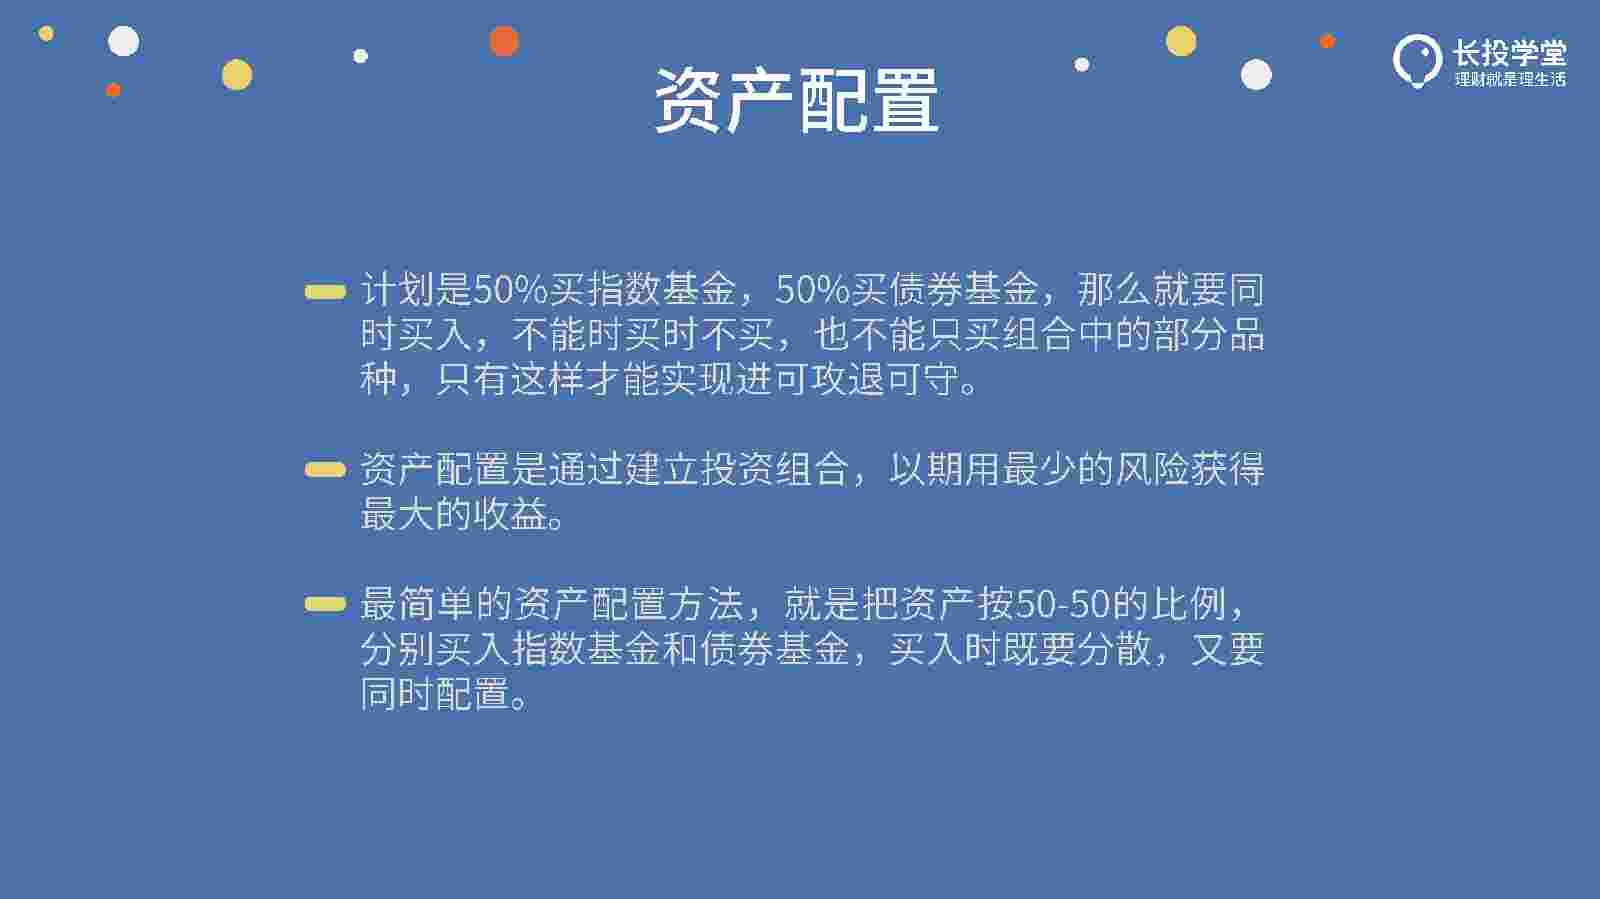 长投学堂
理财就是理生活
资产配置
计划是50%买指数基金，50%买债券基金，那么就要同
时买入，不能时买时不买，也不能只买组合中的部分品
种，只有这样才能实现进可攻退可守。
资产配置是通过建立投资组合，以期用最少的风险获得
最大的收益。
最简单的资产配置方法，就是把资产按50-50的比例，
分别买入指数基金和债券基金，买入时既要分散，又要
同时配置。